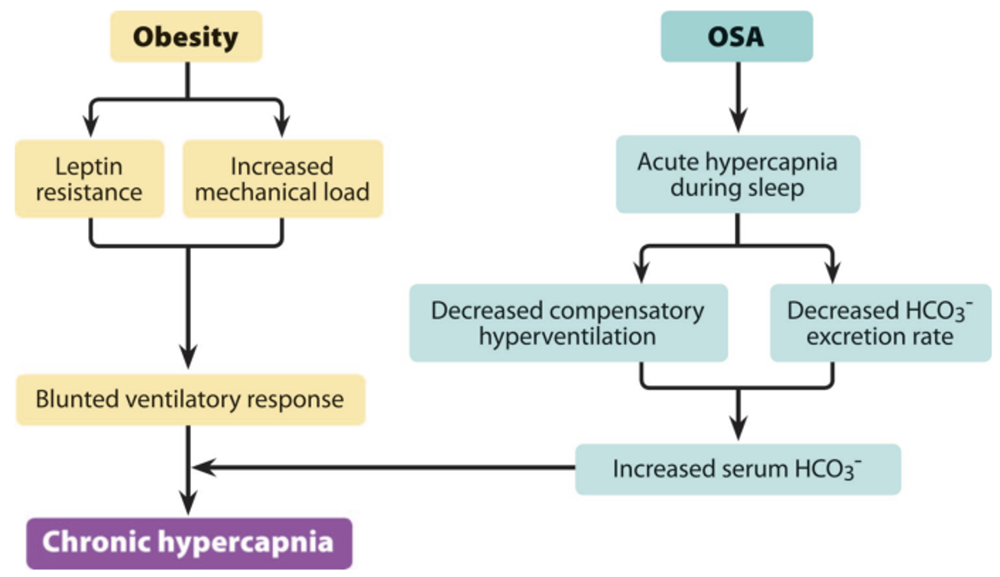 Obesity
OSA
Leptin
resistance
Increased
mechanical load
Acute hypercapnia
during sleep
Decreased compensatory
hyperventilation
Decreased HCO₃⁻
excretion rate
Blunted ventilatory response
Increased serum HCO₃⁻
Chronic hypercapnia